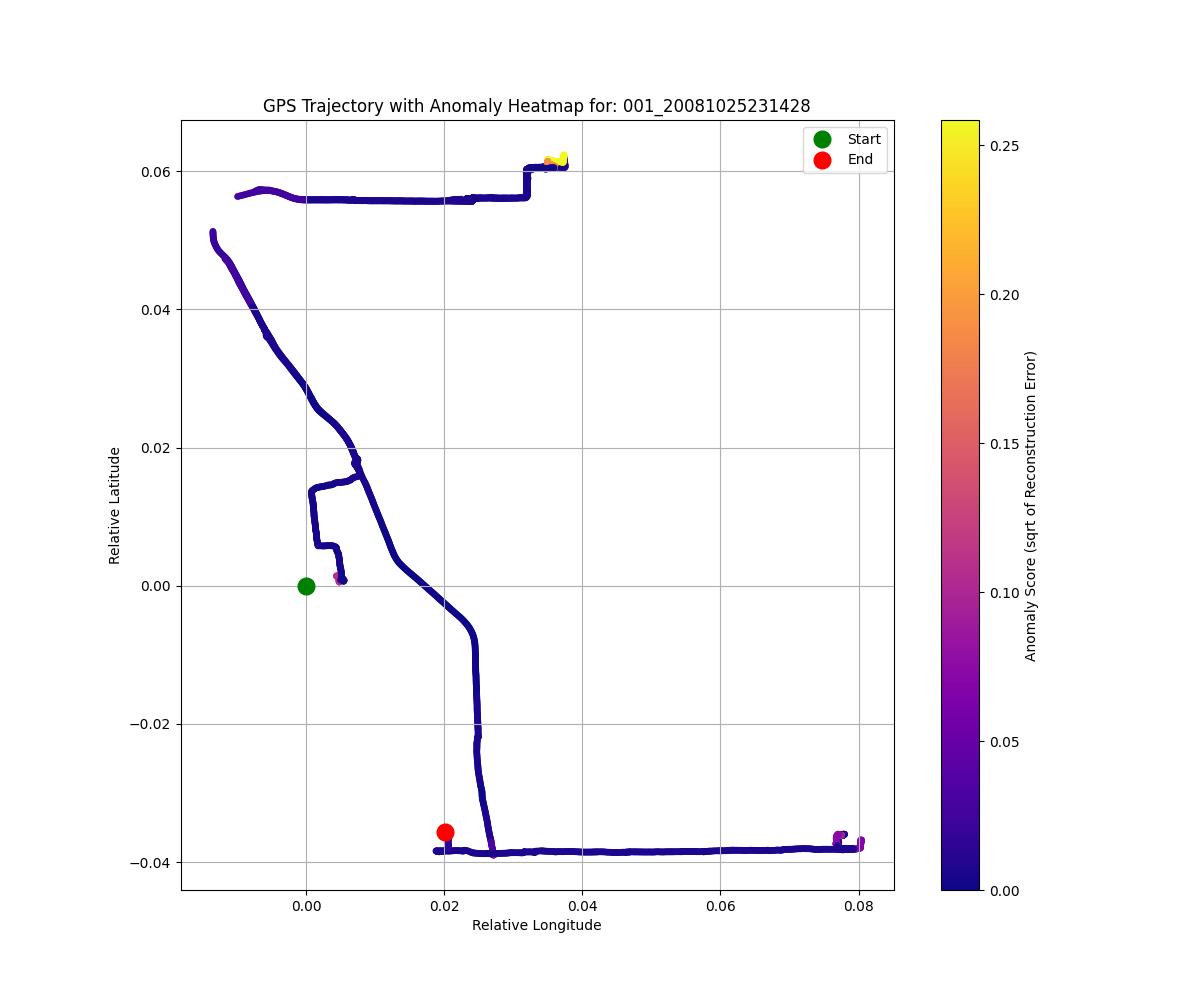 GPS Trajectory with Anomaly Heatmap for: 001_20081025231428
Start
End
0.06
0.04
0.02
0.00
−0.02
−0.04
Relative Latitude
0.00
0.02
0.04
0.06
0.08
Relative Longitude
0.25
0.20
0.15
0.10
0.05
0.00
Anomaly Score (sqrt of Reconstruction Error)